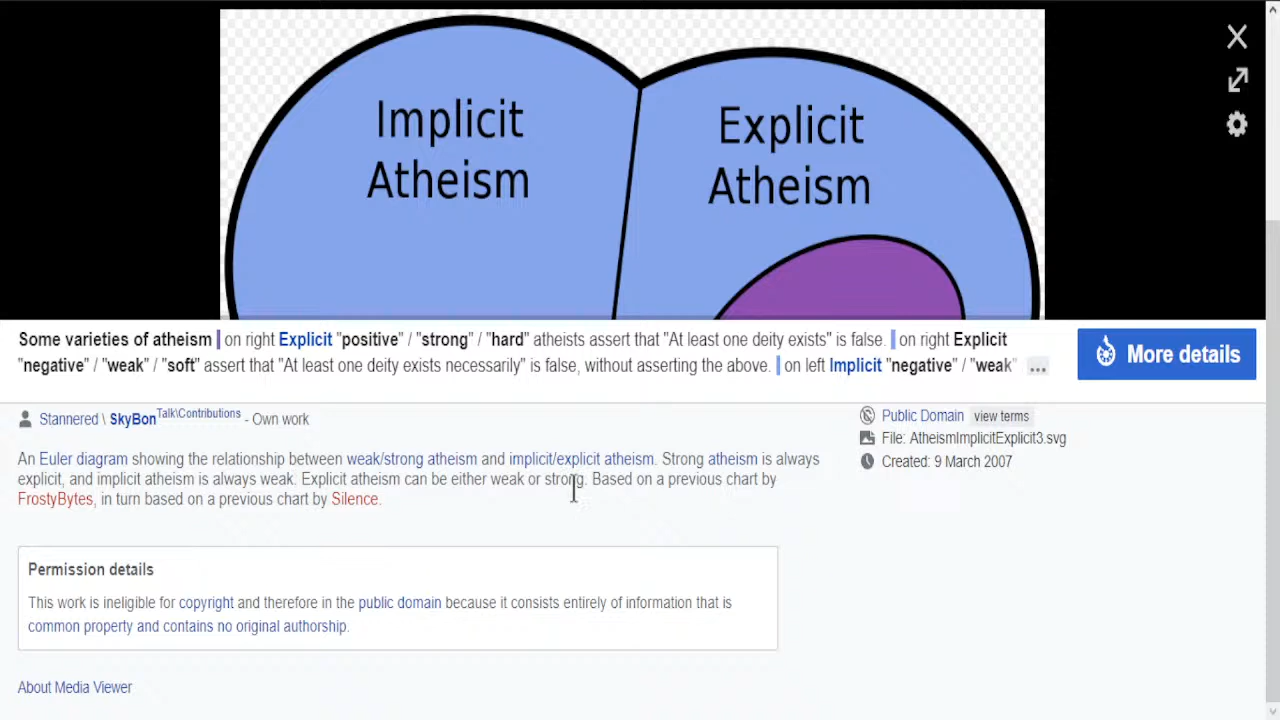 Implicit
Atheism
Explicit
Atheism
Some varieties of atheism on right Explicit "positive" / "strong" / "hard" atheists assert that "At least one deity exists" is false. on right Explicit
"negative" / "weak" / "soft" assert that "At least one deity exists necessarily" is false, without asserting the above. on left Implicit "negative" / "weak" ...
More details
Stannered \ SkyBon Talk\Contributions - Own work
An Euler diagram showing the relationship between weak/strong atheism and implicit/explicit atheism. Strong atheism is always
explicit, and implicit atheism is always weak. Explicit atheism can be either weak or strong. Based on a previous chart by
FrostyBytes, in turn based on a previous chart by Silence.
Public Domain view terms
File: AtheismImplicitExplicit3.svg
Created: 9 March 2007
Permission details
This work is ineligible for copyright and therefore in the public domain because it consists entirely of information that is
common property and contains no original authorship.
About Media Viewer